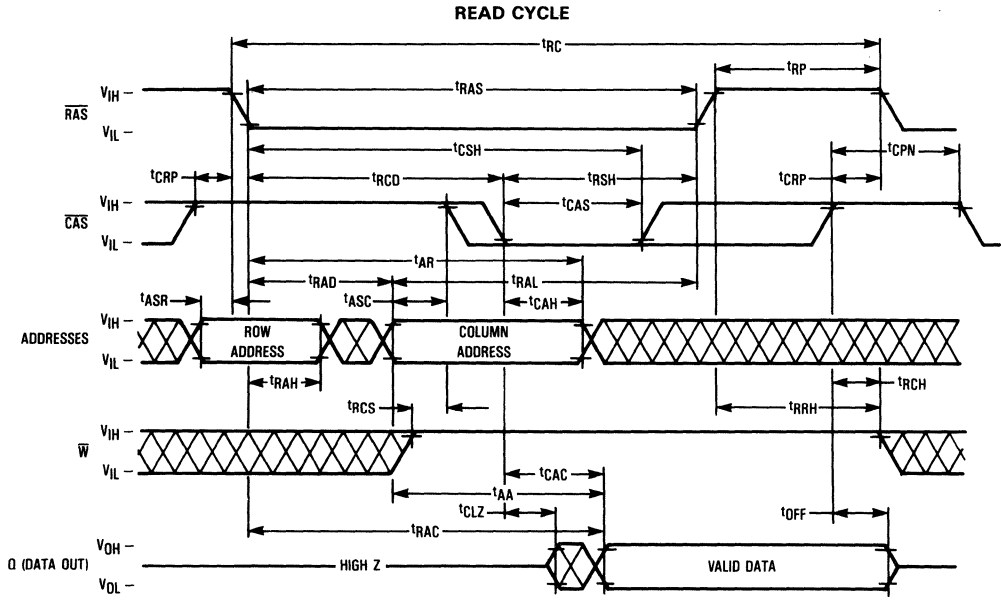 READ CYCLE
tRC
tRP
VIH
tRAS
RAS
VIL
tCSH
tCPN
tCRP
tRCD
tRSH
tCRP
VIH
tCAS
CAS
VIL
tAR
tRAD
tRAL
tASR
tASC
tCAH
VIH
ADDRESSES
ROW ADDRESS
COLUMN ADDRESS
VIL
tRAH
tRCH
tRCS
tRRH
VIH
W
VIL
tCAC
tAA
tCLZ
tOFF
tRAC
VOH
Q (DATA OUT)
HIGH Z
VALID DATA
VOL